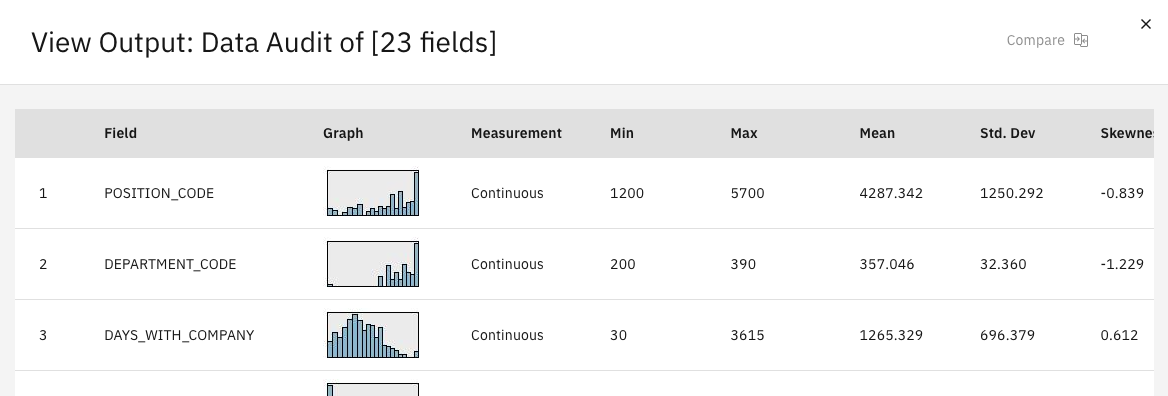 View Output: Data Audit of [23 fields]
Compare
Field Graph Measurement Min Max Mean Std. Dev Skewne
1 POSITION_CODE Continuous 1200 5700 4287.342 1250.292 -0.839
2 DEPARTMENT_CODE Continuous 200 390 357.046 32.360 -1.229
3 DAYS_WITH_COMPANY Continuous 30 3615 1265.329 696.379 0.612